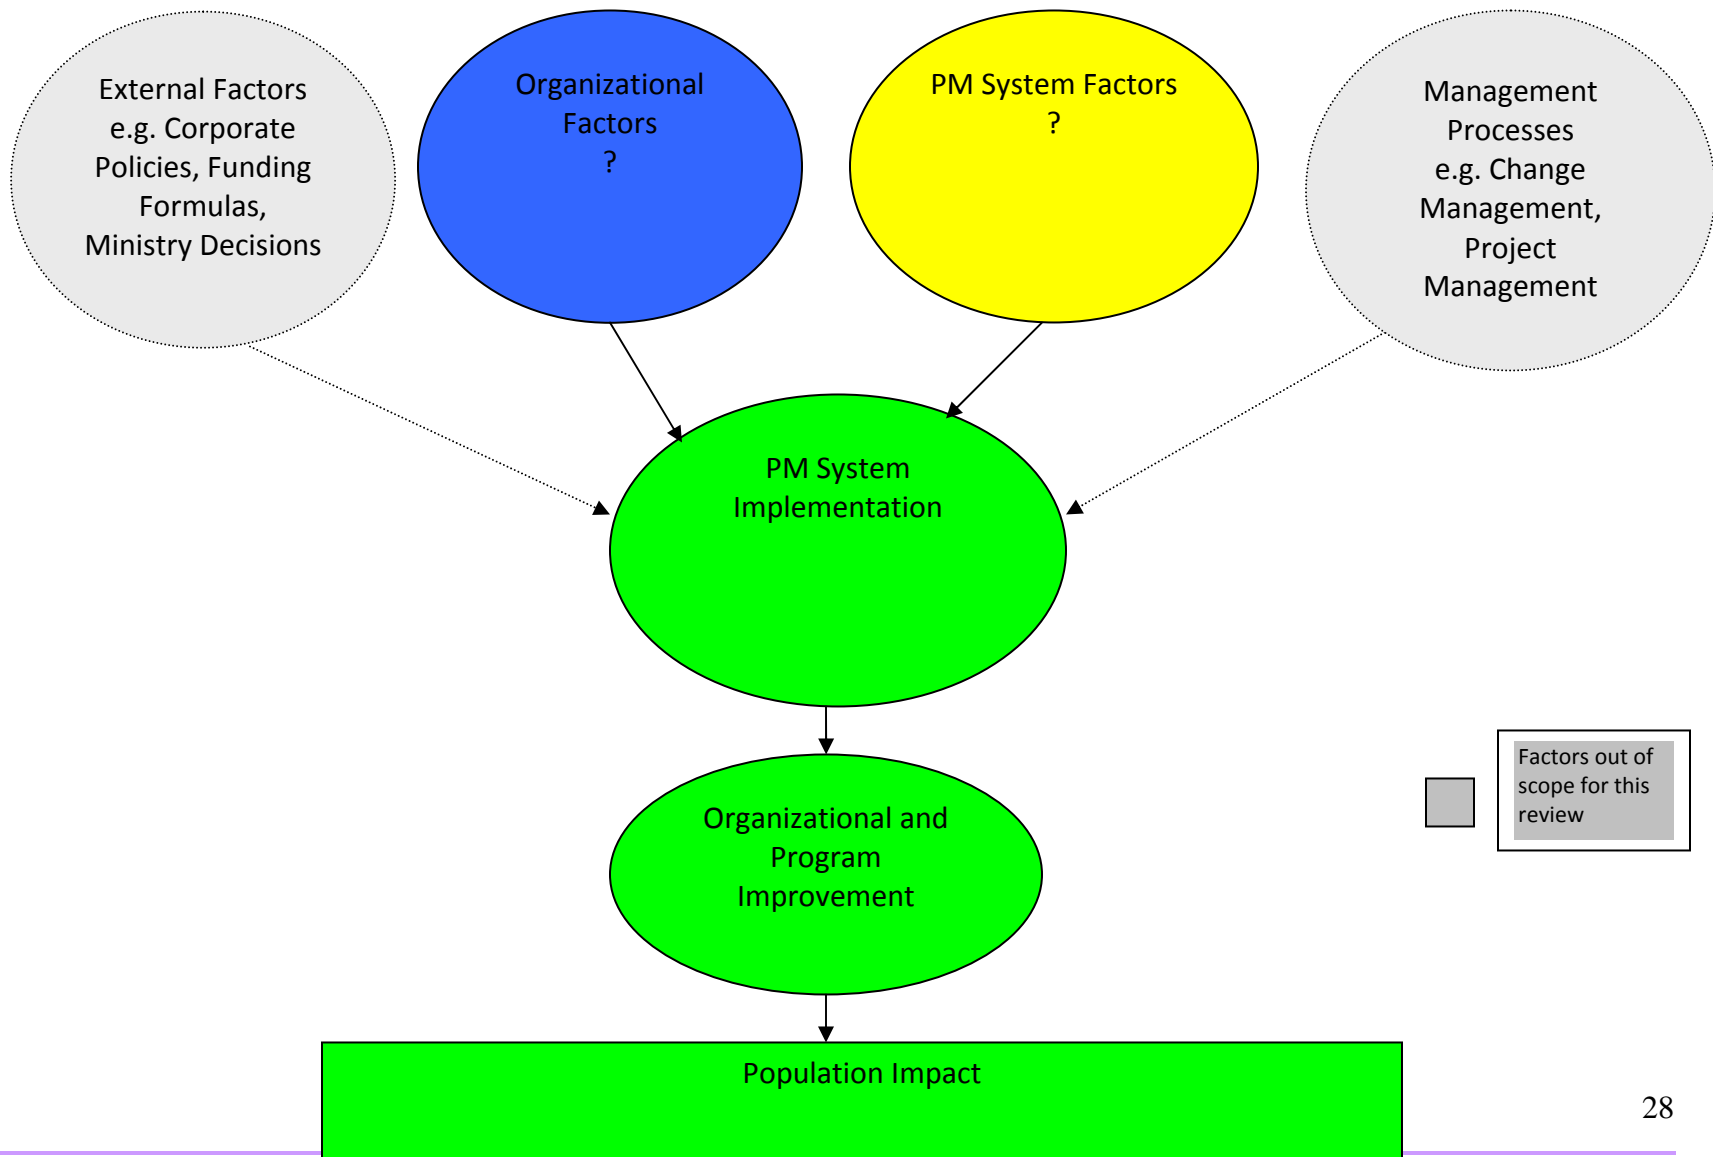 External Factors
e.g. Corporate
Policies, Funding
Formulas,
Ministry Decisions
Organizational
Factors
?
PM System Factors
?
Management
Processes
e.g. Change
Management,
Project
Management
PM System
Implementation
Factors out of
scope for this
review
Organizational and
Program
Improvement
Population Impact
28